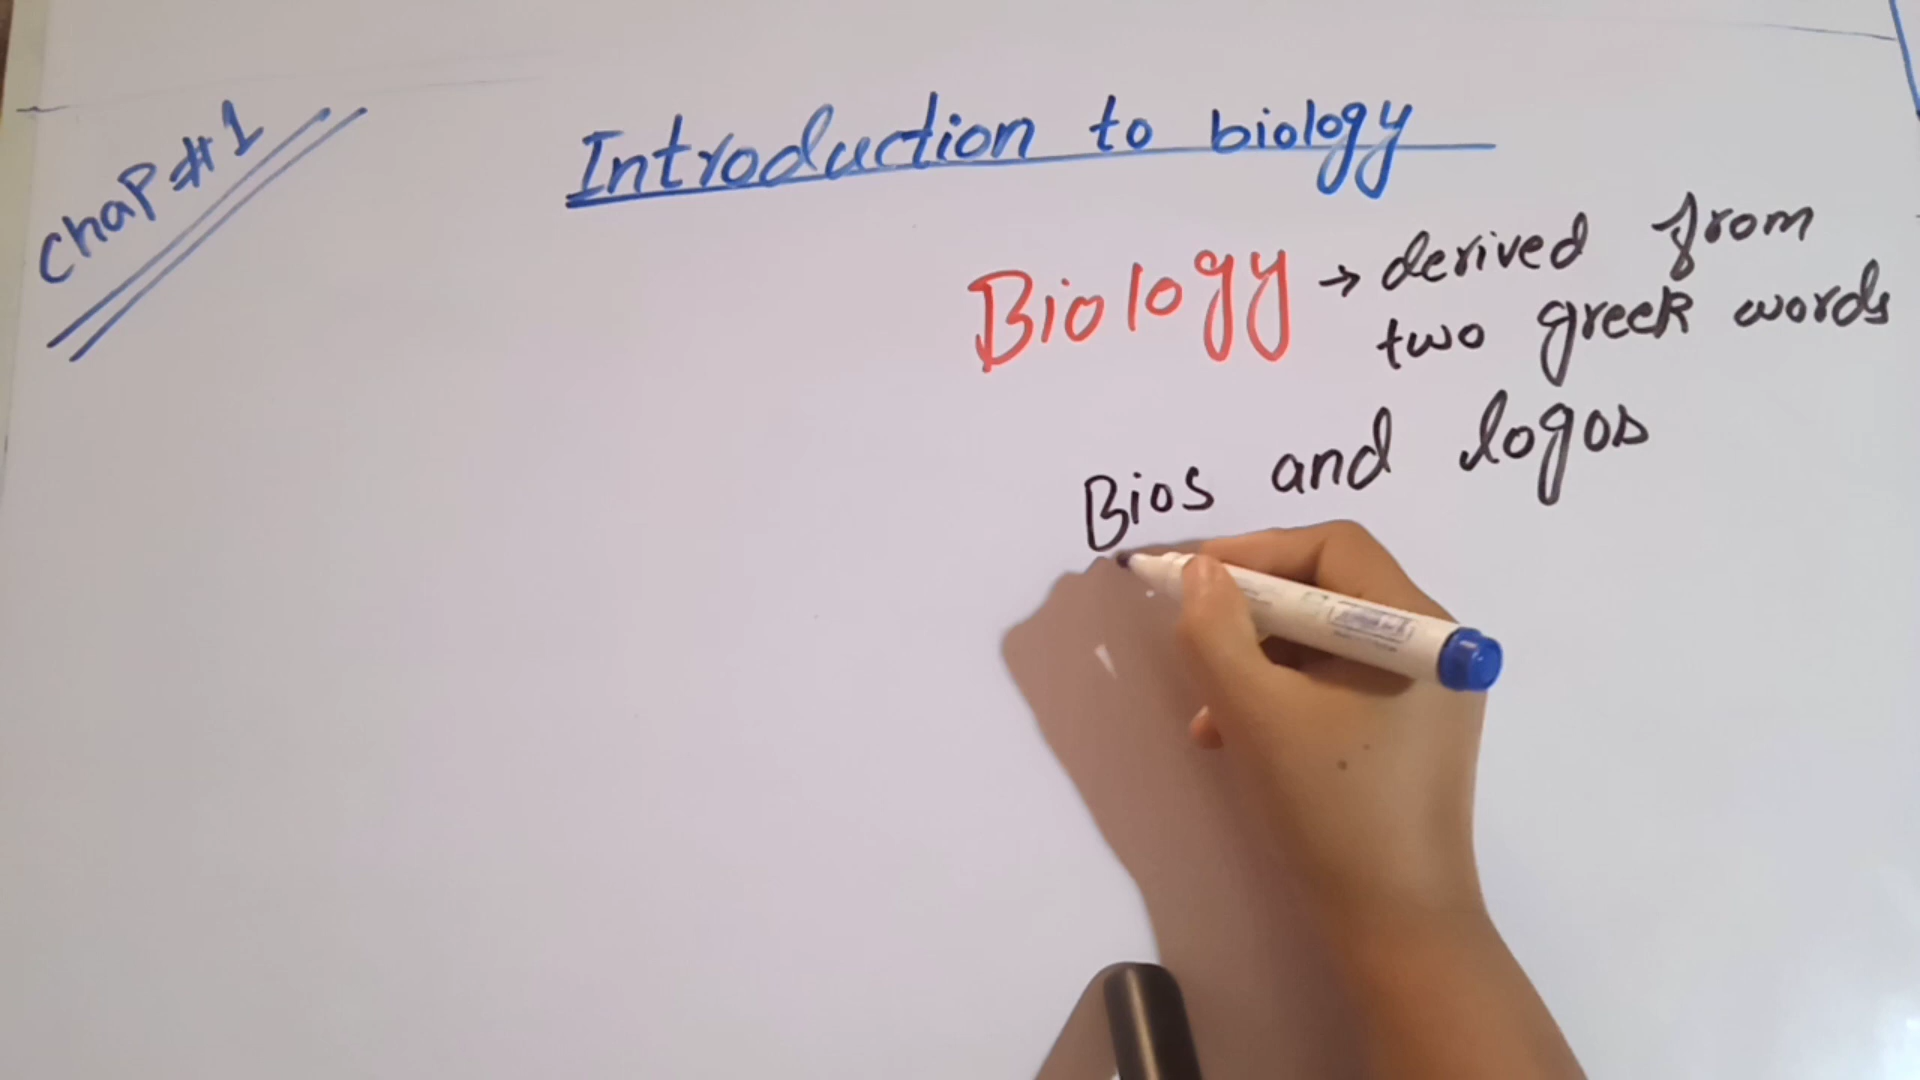 Chap # 1
Introduction to biology
Biology → derived from
two greek words
Bios and logos